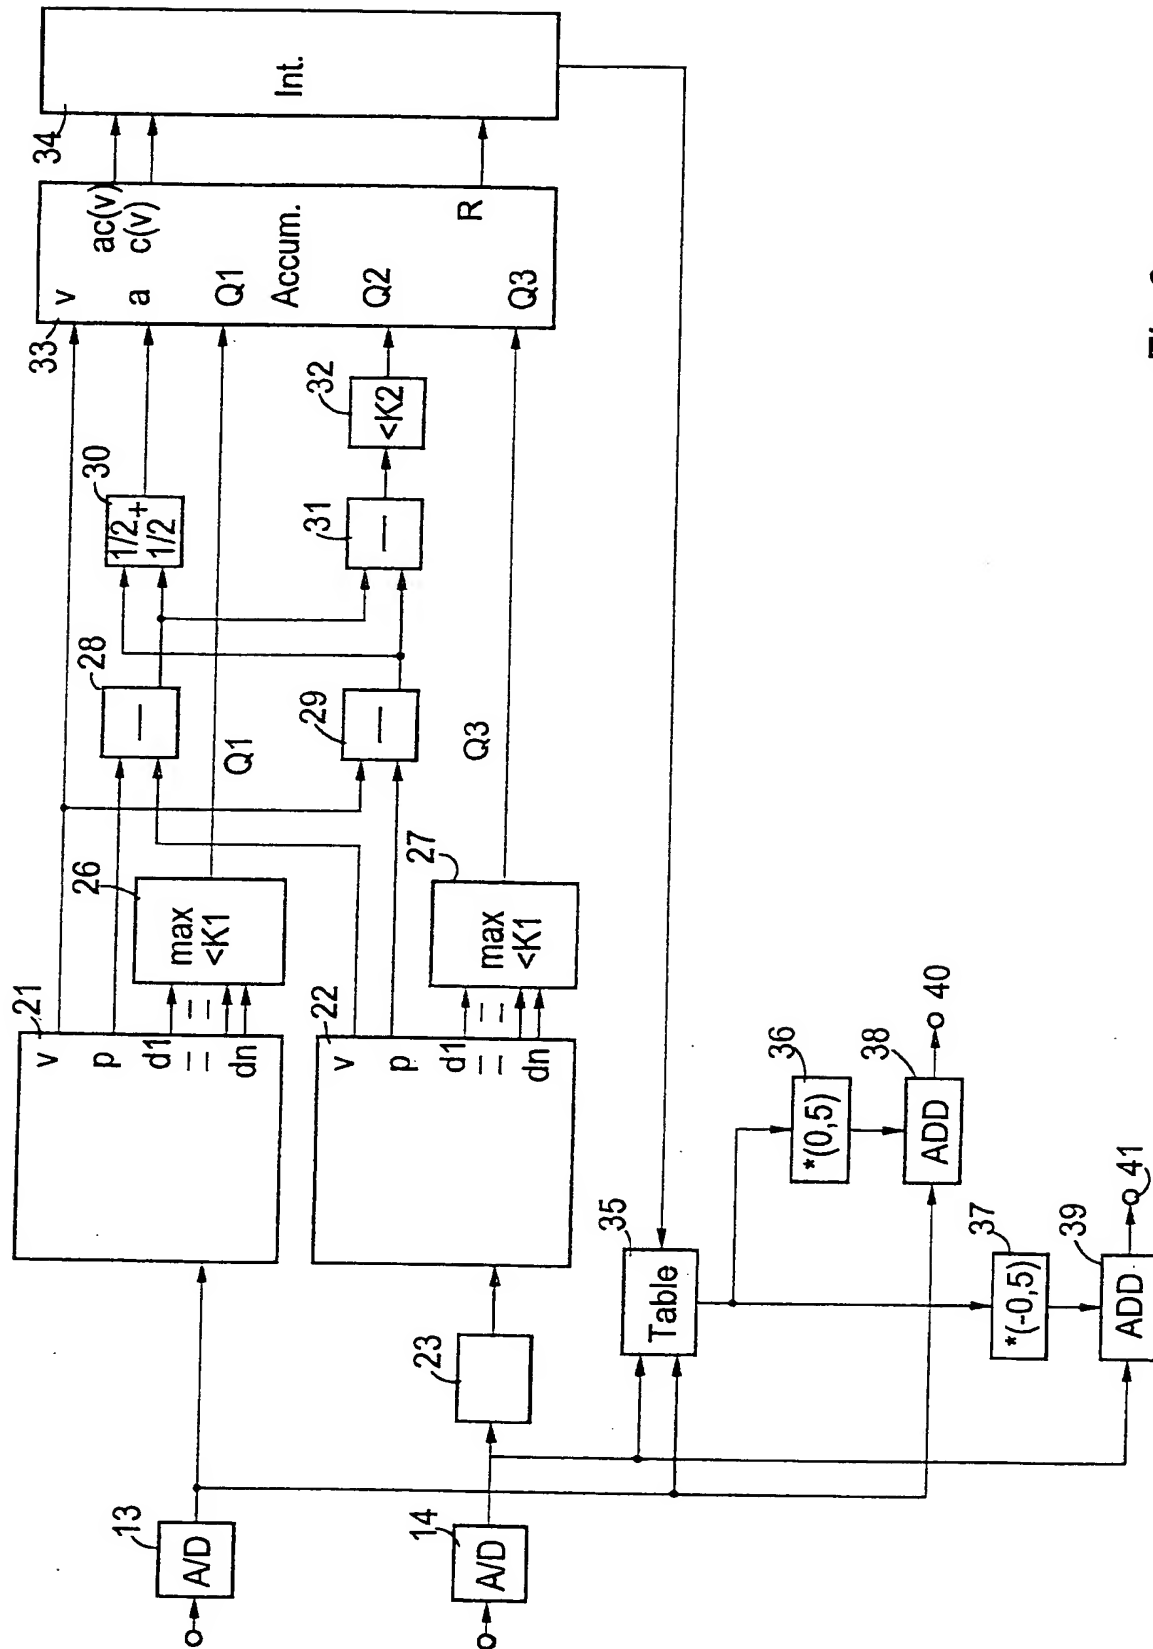 13
A/D
14
A/D
23
21
v
p
d1
dn
22
v
p
d1
dn
26
max
<K1
27
max
<K1
28
Q1
29
Q3
30
1/2+
1/2
31
32
<K2
33
v
a
Q1
Q2
Q3
Accum.
ac(v)
c(v)
R
34
Int.
35
Table
36
*(0,5)
37
*(-0,5)
38
ADD
39
ADD
40
41